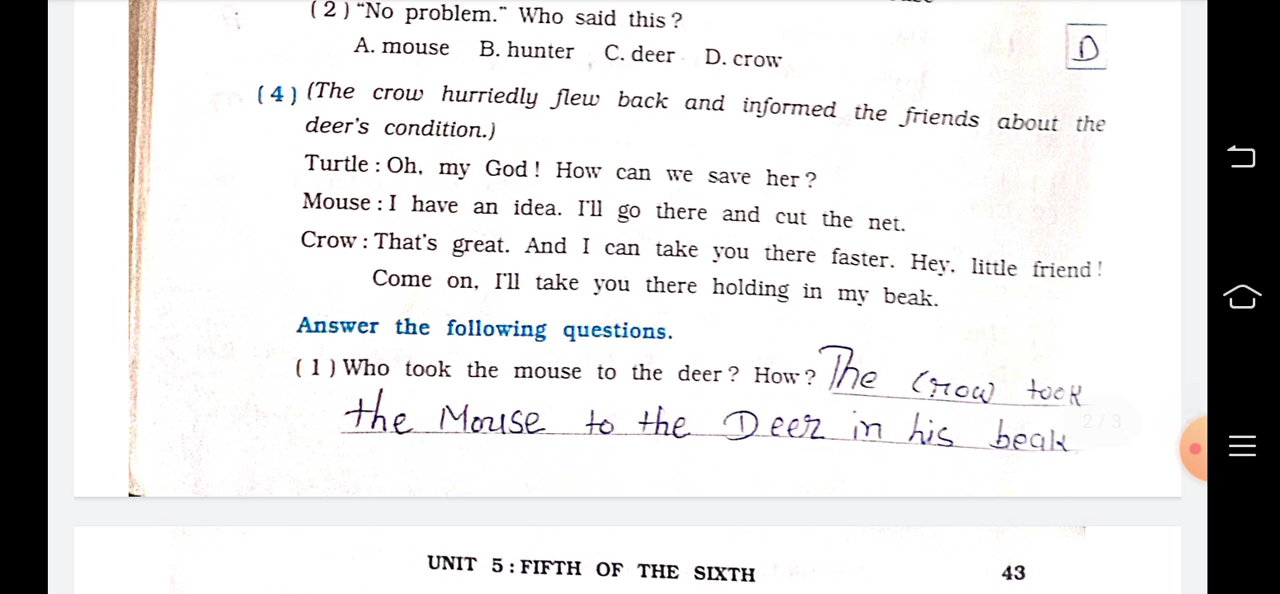 (2) "No problem." Who said this?
A. mouse B. hunter C. deer D. crow
D
(4) (The crow hurriedly flew back and informed the friends about the
deer's condition.)
Turtle : Oh, my God! How can we save her?
Mouse : I have an idea. I'll go there and cut the net.
Crow : That's great. And I can take you there faster. Hey, little friend!
Come on, I'll take you there holding in my beak.
Answer the following questions.
(1) Who took the mouse to the deer? How? The Crow took
the Mouse to the Deer in his beak
2/3
UNIT 5 : FIFTH OF THE SIXTH 43